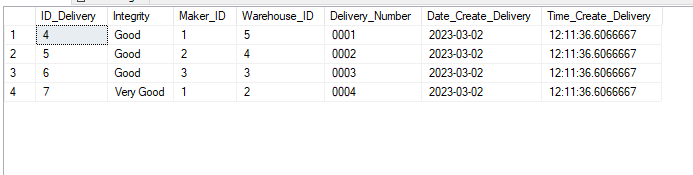 ID_Delivery Integrity Maker_ID Warehouse_ID Delivery_Number Date_Create_Delivery Time_Create_Delivery
1 4 Good 1 5 0001 2023-03-02 12:11:36.6066667
2 5 Good 2 4 0002 2023-03-02 12:11:36.6066667
3 6 Good 3 3 0003 2023-03-02 12:11:36.6066667
4 7 Very Good 1 2 0004 2023-03-02 12:11:36.6066667